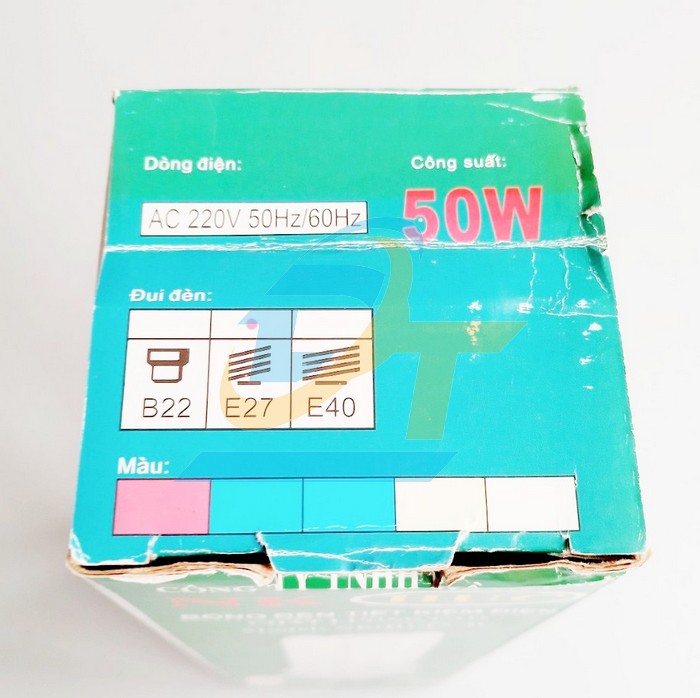 Dòng điện:
Công suất:
AC 220V 50Hz/60Hz
50W
Đui đèn:
B22 E27 E40
Màu: